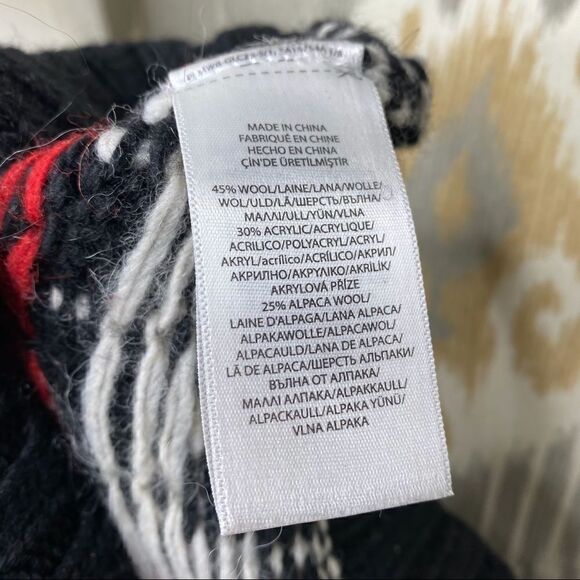 MADE IN CHINA
FABRIQUÉ EN CHINE
HECHO EN CHINA
ÇİN'DE ÜRETİLMİŞTİR
45% WOOL/LAINE/LANA/WOLLE/
WOL/ULD/LÃ/ШЕРСТЬ/ВЪЛНА/
ΜΑΛΛΙ/ULL/YÜN/VLNA
30% ACRYLIC/ACRYLIQUE/
ACRILICO/POLYACRYL/ACRYL/
AKRYL/acrílico/ACRÍLICO/АКРИЛ/
АКРИЛНО/ΑΚΡΥΛΙΚΟ/AKRİLİK/
AKRYLOVÁ PŘÍZE
25% ALPACA WOOL/
LAINE D'ALPAGA/LANA ALPACA/
ALPAKAWOLLE/ALPACAWOL/
ALPACAULD/LANA DE ALPACA/
LÃ DE ALPACA/ШЕРСТЬ АЛЬПАКИ/
ВЪЛНА ОТ АЛПАКА/
ΜΑΛΛΙ ΑΛΠΑΚΑ/ALPAKKAULL/
ALPACKAULL/ALPAKA YÜNÜ/
VLNA ALPAKA